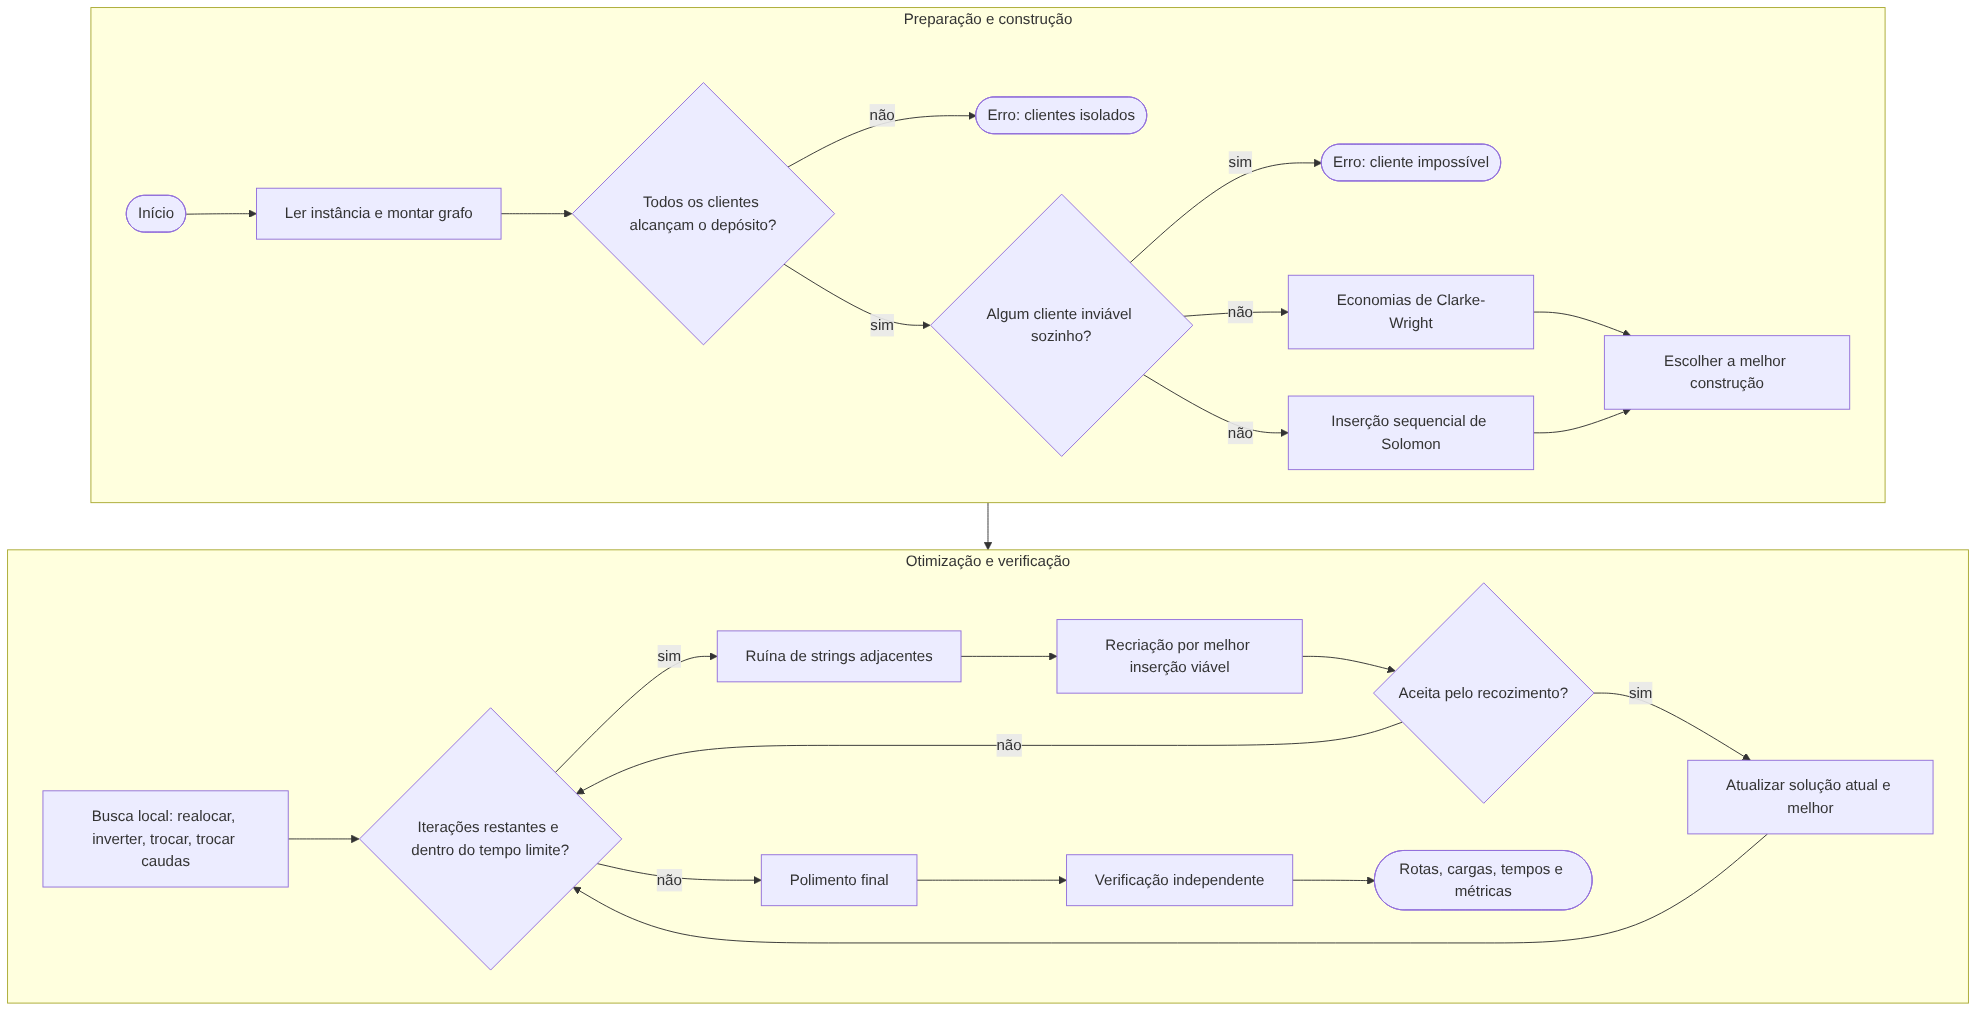 Preparação e construção
Início
Ler instância e montar grafo
Todos os clientes
alcançam o depósito?
não
Erro: clientes isolados
sim
Algum cliente inviável
sozinho?
sim
Erro: cliente impossível
não
Economias de Clarke-
Wright
não
Inserção sequencial de
Solomon
Escolher a melhor
construção
Otimização e verificação
Busca local: realocar,
inverter, trocar, trocar
caudas
Iterações restantes e
dentro do tempo limite?
sim
Ruína de strings adjacentes
Recriação por melhor
inserção viável
Aceita pelo recozimento?
sim
Atualizar solução atual e
melhor
não
não
Polimento final
Verificação independente
Rotas, cargas, tempos e
métricas